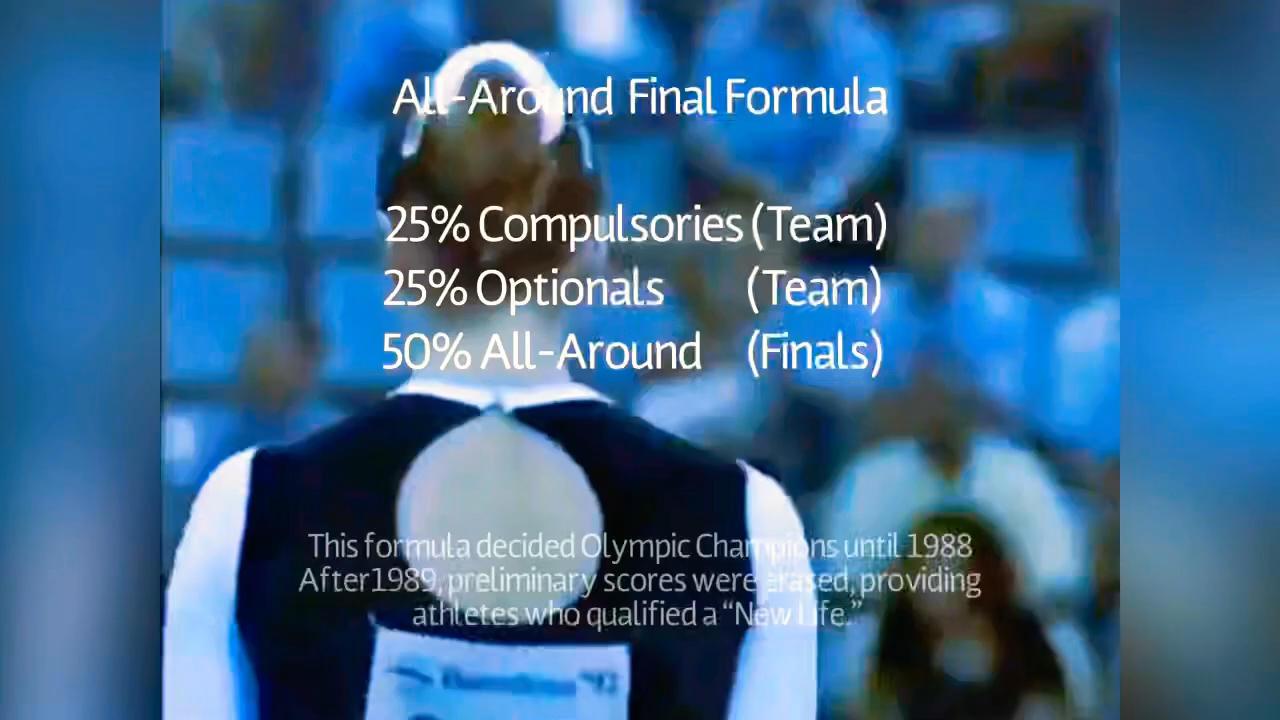 All-Around Final Formula
25% Compulsories (Team)
25% Optionals (Team)
50% All-Around (Finals)
This formula decided Olympic Champions until 1988
After1989, preliminary scores were erased, providing
athletes who qualified a “New Life.”
'92